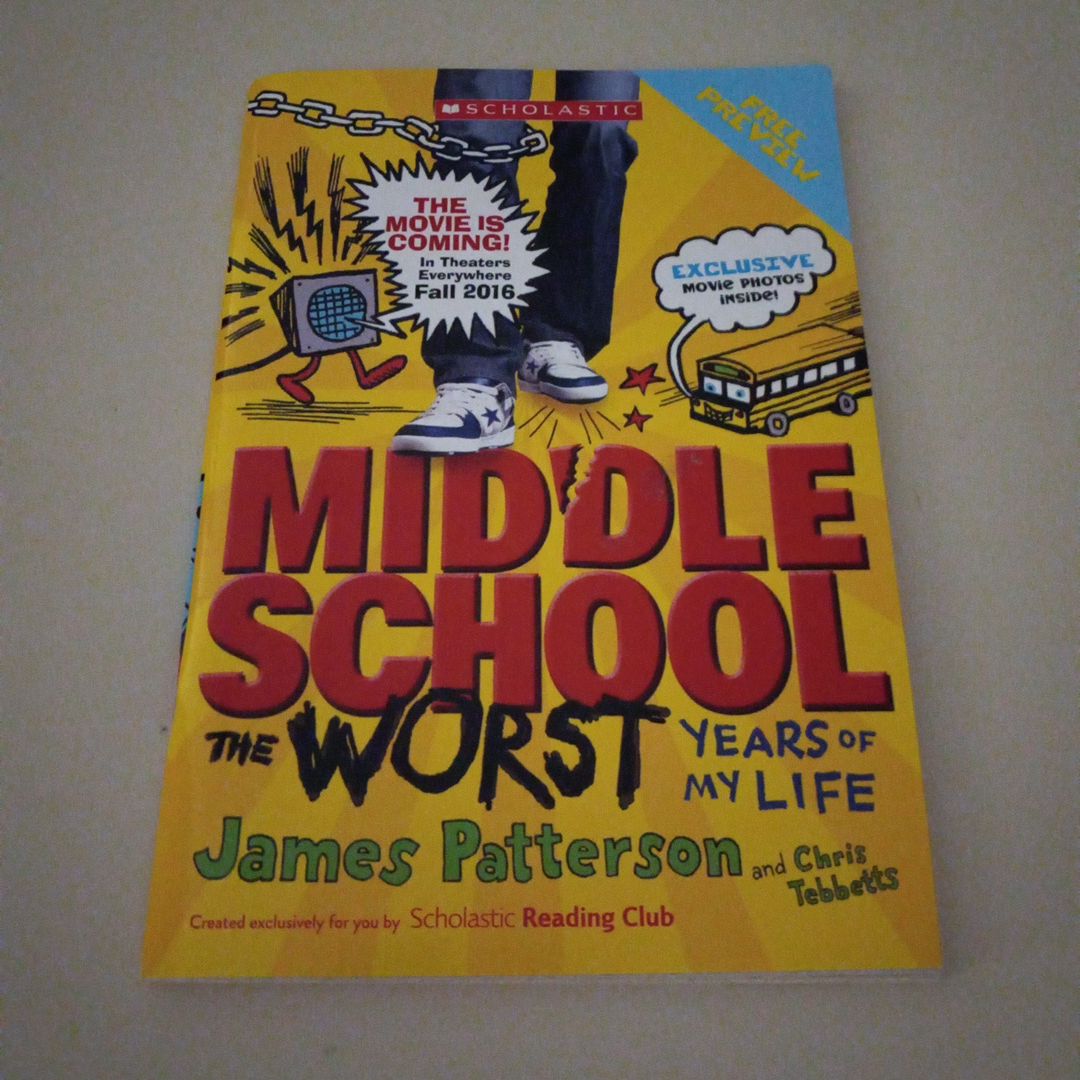 SCHOLASTIC
FREE
PREVIEW
THE
MOVIE IS
COMING!
In Theaters
Everywhere
Fall 2016
EXCLUSIVE
MOVIE PHOTOS
INSIDE!
MIDDLE
SCHOOL
THE WORST YEARS OF
MY LIFE
James Patterson and Chris
Tebbetts
Created exclusively for you by Scholastic Reading Club